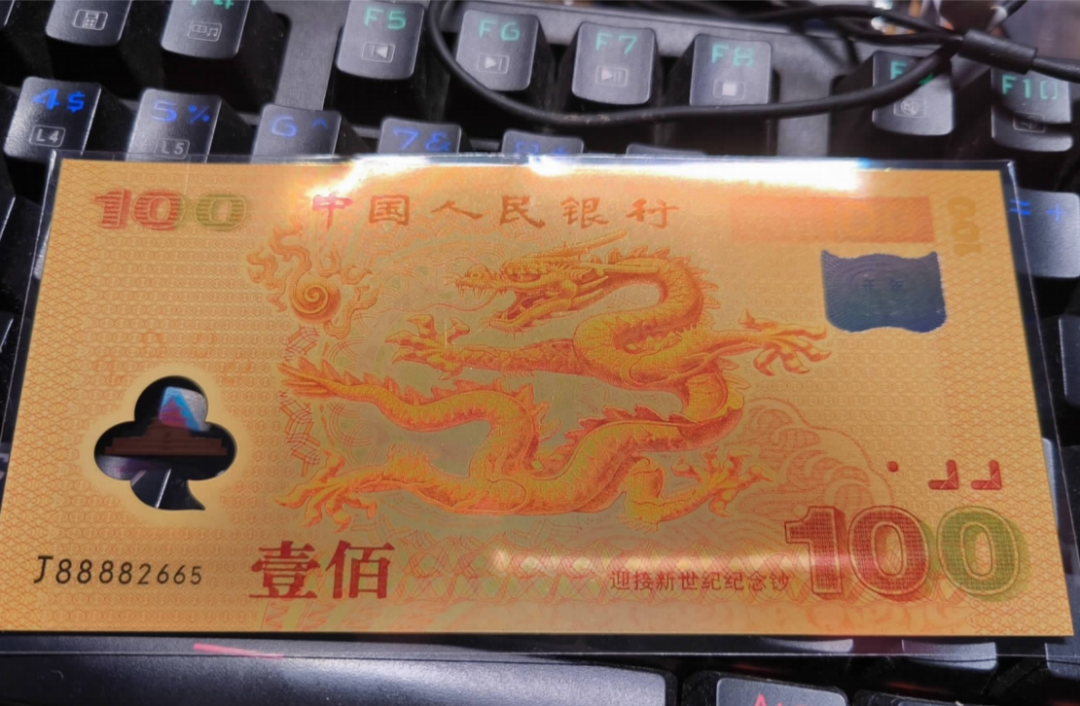 F5
F6
F7
F8
4$
L4
5%
L5
6^
7&
=+
100 中国人民银行
100
J88882665
壹佰
迎接新世纪纪念钞
100